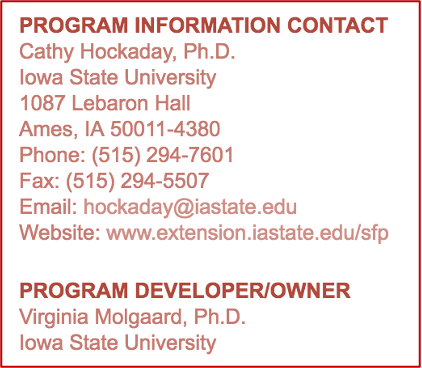 PROGRAM INFORMATION CONTACT
Cathy Hockaday, Ph.D.
Iowa State University
1087 Lebaron Hall
Ames, IA 50011-4380
Phone: (515) 294-7601
Fax: (515) 294-5507
Email: hockaday@iastate.edu
Website: www.extension.iastate.edu/sfp
PROGRAM DEVELOPER/OWNER
Virginia Molgaard, Ph.D.
Iowa State University